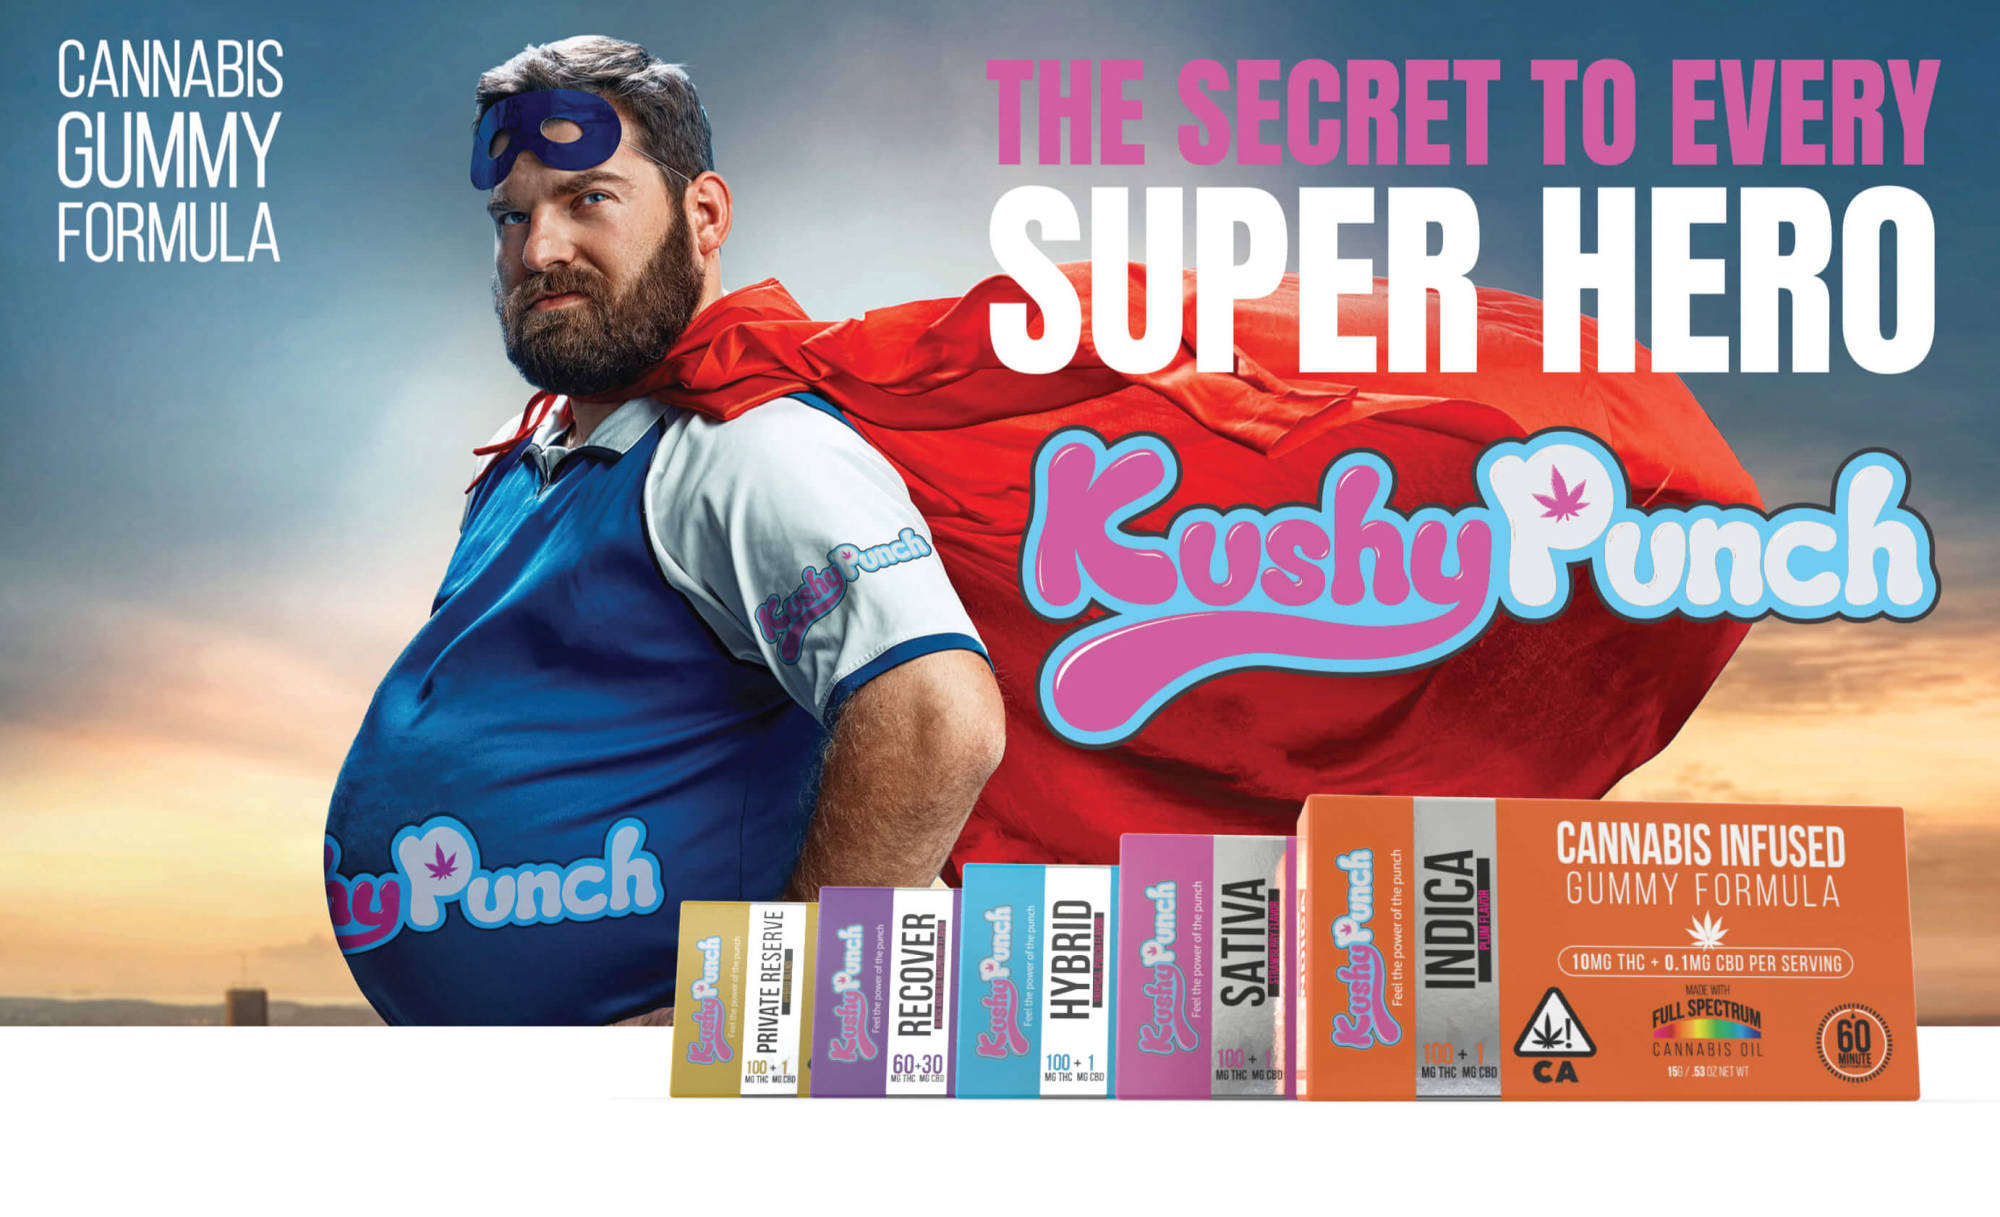 CANNABIS
GUMMY
FORMULA
THE SECRET TO EVERY
SUPER HERO
KushyPunch
KushyPunch
hyPunch
KushyPunch
Feel the power of the punch
PRIVATE RESERVE
100 + 1
MG THC MG CBD
KushyPunch
Feel the power of the punch
RECOVER
60+30
MG THC MG CBD
KushyPunch
Feel the power of the punch
HYBRID
TROPICAL PUNCH FLAVOR
100 + 1
MG THC MG CBD
KushyPunch
Feel the power of the punch
SATIVA
STRAWBERRY FLAVOR
100 + 1
MG THC MG CBD
KushyPunch
Feel the power of the punch
INDICA
PLUM FLAVOR
100 + 1
MG THC MG CBD
CANNABIS INFUSED
GUMMY FORMULA
10MG THC + 0.1MG CBD PER SERVING
!
CA
MADE WITH
FULL SPECTRUM
CANNABIS OIL
15G / .53 OZ NET WT
60
MINUTE